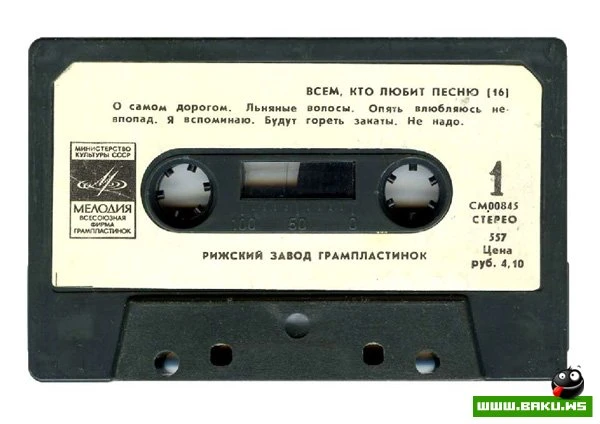 ВСЕМ, КТО ЛЮБИТ ПЕСНЮ [16]
О самом дорогом. Льняные волосы. Опять влюбляюсь не-
впопад. Я вспоминаю. Будут гореть закаты. Не надо.
МИНИСТЕРСТВО
КУЛЬТУРЫ СССР
МЕЛОДИЯ
ВСЕСОЮЗНАЯ
ФИРМА
ГРАМПЛАСТИНОК
100 50 0
1
СМ00845
СТЕРЕО
557
Цена
руб. 4,10
РИЖСКИЙ ЗАВОД ГРАМПЛАСТИНОК
WWW.BAKU.WS